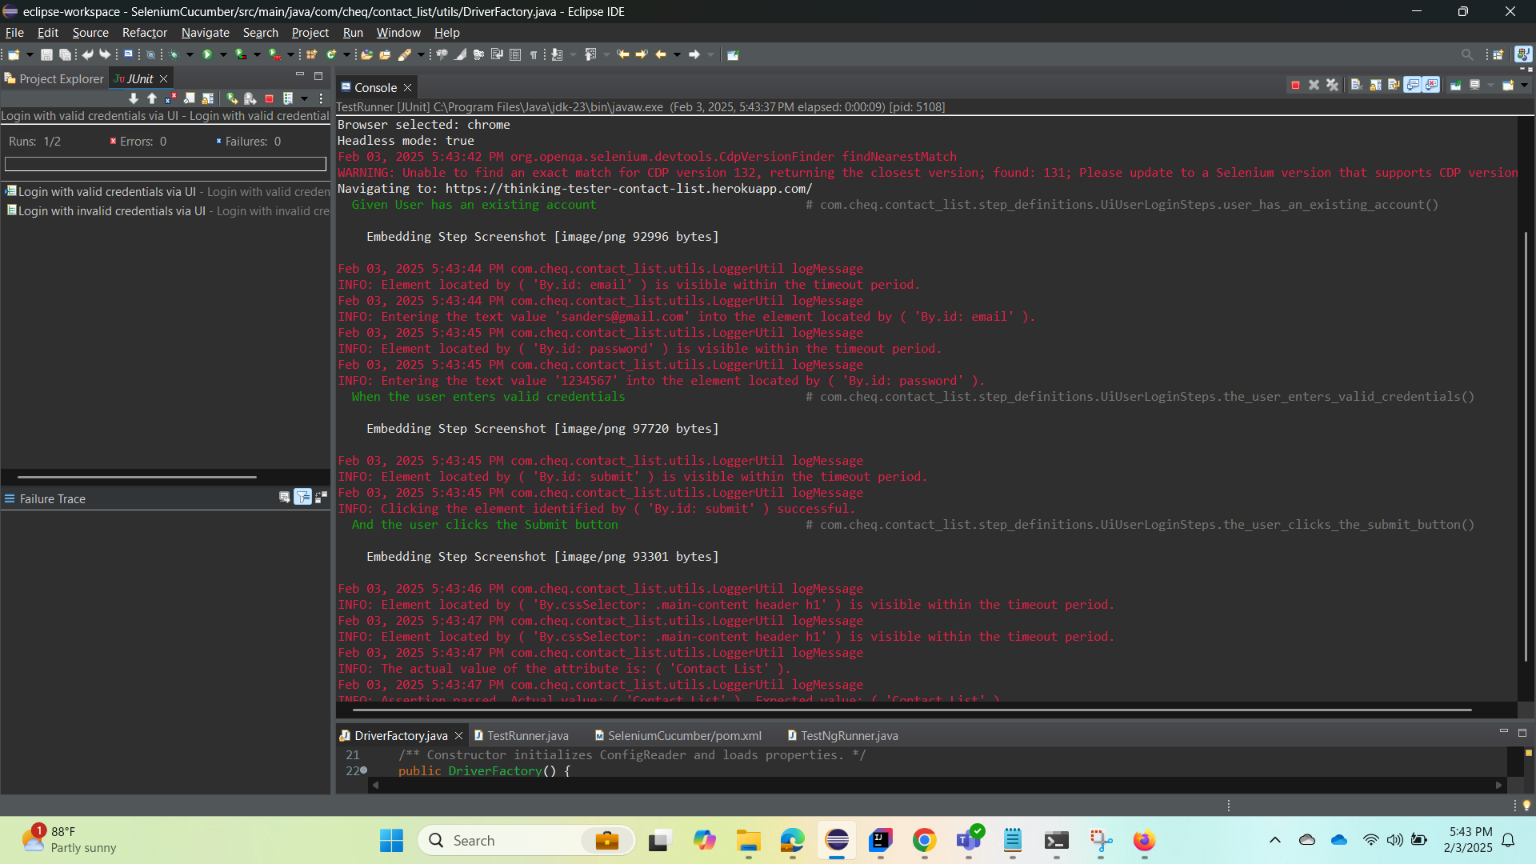 eclipse-workspace - SeleniumCucumber/src/main/java/com/cheq/contact_list/utils/DriverFactory.java - Eclipse IDE
File Edit Source Refactor Navigate Search Project Run Window Help
Project Explorer JUnit
Console
TestRunner [JUnit] C:\Program Files\Java\jdk-23\bin\javaw.exe (Feb 3, 2025, 5:43:37 PM elapsed: 0:00:09) [pid: 5108]
Login with valid credentials via UI - Login with valid credential
Runs: 1/2 Errors: 0 Failures: 0
Login with valid credentials via UI - Login with valid creden
Login with invalid credentials via UI - Login with invalid cre
Failure Trace
Browser selected: chrome
Headless mode: true
Feb 03, 2025 5:43:42 PM org.openqa.selenium.devtools.CdpVersionFinder findNearestMatch
WARNING: Unable to find an exact match for CDP version 132, returning the closest version; found: 131; Please update to a Selenium version that supports CDP version
Navigating to: https://thinking-tester-contact-list.herokuapp.com/
Given User has an existing account # com.cheq.contact_list.step_definitions.UiUserLoginSteps.user_has_an_existing_account()
Embedding Step Screenshot [image/png 92996 bytes]
Feb 03, 2025 5:43:44 PM com.cheq.contact_list.utils.LoggerUtil logMessage
INFO: Element located by ( 'By.id: email' ) is visible within the timeout period.
Feb 03, 2025 5:43:44 PM com.cheq.contact_list.utils.LoggerUtil logMessage
INFO: Entering the text value 'sanders@gmail.com' into the element located by ( 'By.id: email' ).
Feb 03, 2025 5:43:45 PM com.cheq.contact_list.utils.LoggerUtil logMessage
INFO: Element located by ( 'By.id: password' ) is visible within the timeout period.
Feb 03, 2025 5:43:45 PM com.cheq.contact_list.utils.LoggerUtil logMessage
INFO: Entering the text value '1234567' into the element located by ( 'By.id: password' ).
When the user enters valid credentials # com.cheq.contact_list.step_definitions.UiUserLoginSteps.the_user_enters_valid_credentials()
Embedding Step Screenshot [image/png 97720 bytes]
Feb 03, 2025 5:43:45 PM com.cheq.contact_list.utils.LoggerUtil logMessage
INFO: Element located by ( 'By.id: submit' ) is visible within the timeout period.
Feb 03, 2025 5:43:45 PM com.cheq.contact_list.utils.LoggerUtil logMessage
INFO: Clicking the element identified by ( 'By.id: submit' ) successful.
And the user clicks the Submit button # com.cheq.contact_list.step_definitions.UiUserLoginSteps.the_user_clicks_the_submit_button()
Embedding Step Screenshot [image/png 93301 bytes]
Feb 03, 2025 5:43:46 PM com.cheq.contact_list.utils.LoggerUtil logMessage
INFO: Element located by ( 'By.cssSelector: .main-content header h1' ) is visible within the timeout period.
Feb 03, 2025 5:43:47 PM com.cheq.contact_list.utils.LoggerUtil logMessage
INFO: Element located by ( 'By.cssSelector: .main-content header h1' ) is visible within the timeout period.
Feb 03, 2025 5:43:47 PM com.cheq.contact_list.utils.LoggerUtil logMessage
INFO: The actual value of the attribute is: ( 'Contact List' ).
Feb 03, 2025 5:43:47 PM com.cheq.contact_list.utils.LoggerUtil logMessage
INFO: Assertion passed. Actual value: ( 'Contact List' ). Expected value: ( 'Contact List' )
DriverFactory.java TestRunner.java SeleniumCucumber/pom.xml TestNgRunner.java
21 /** Constructor initializes ConfigReader and loads properties. */
22 public DriverFactory() {
1 88°F
Partly sunny
Search
5:43 PM
2/3/2025